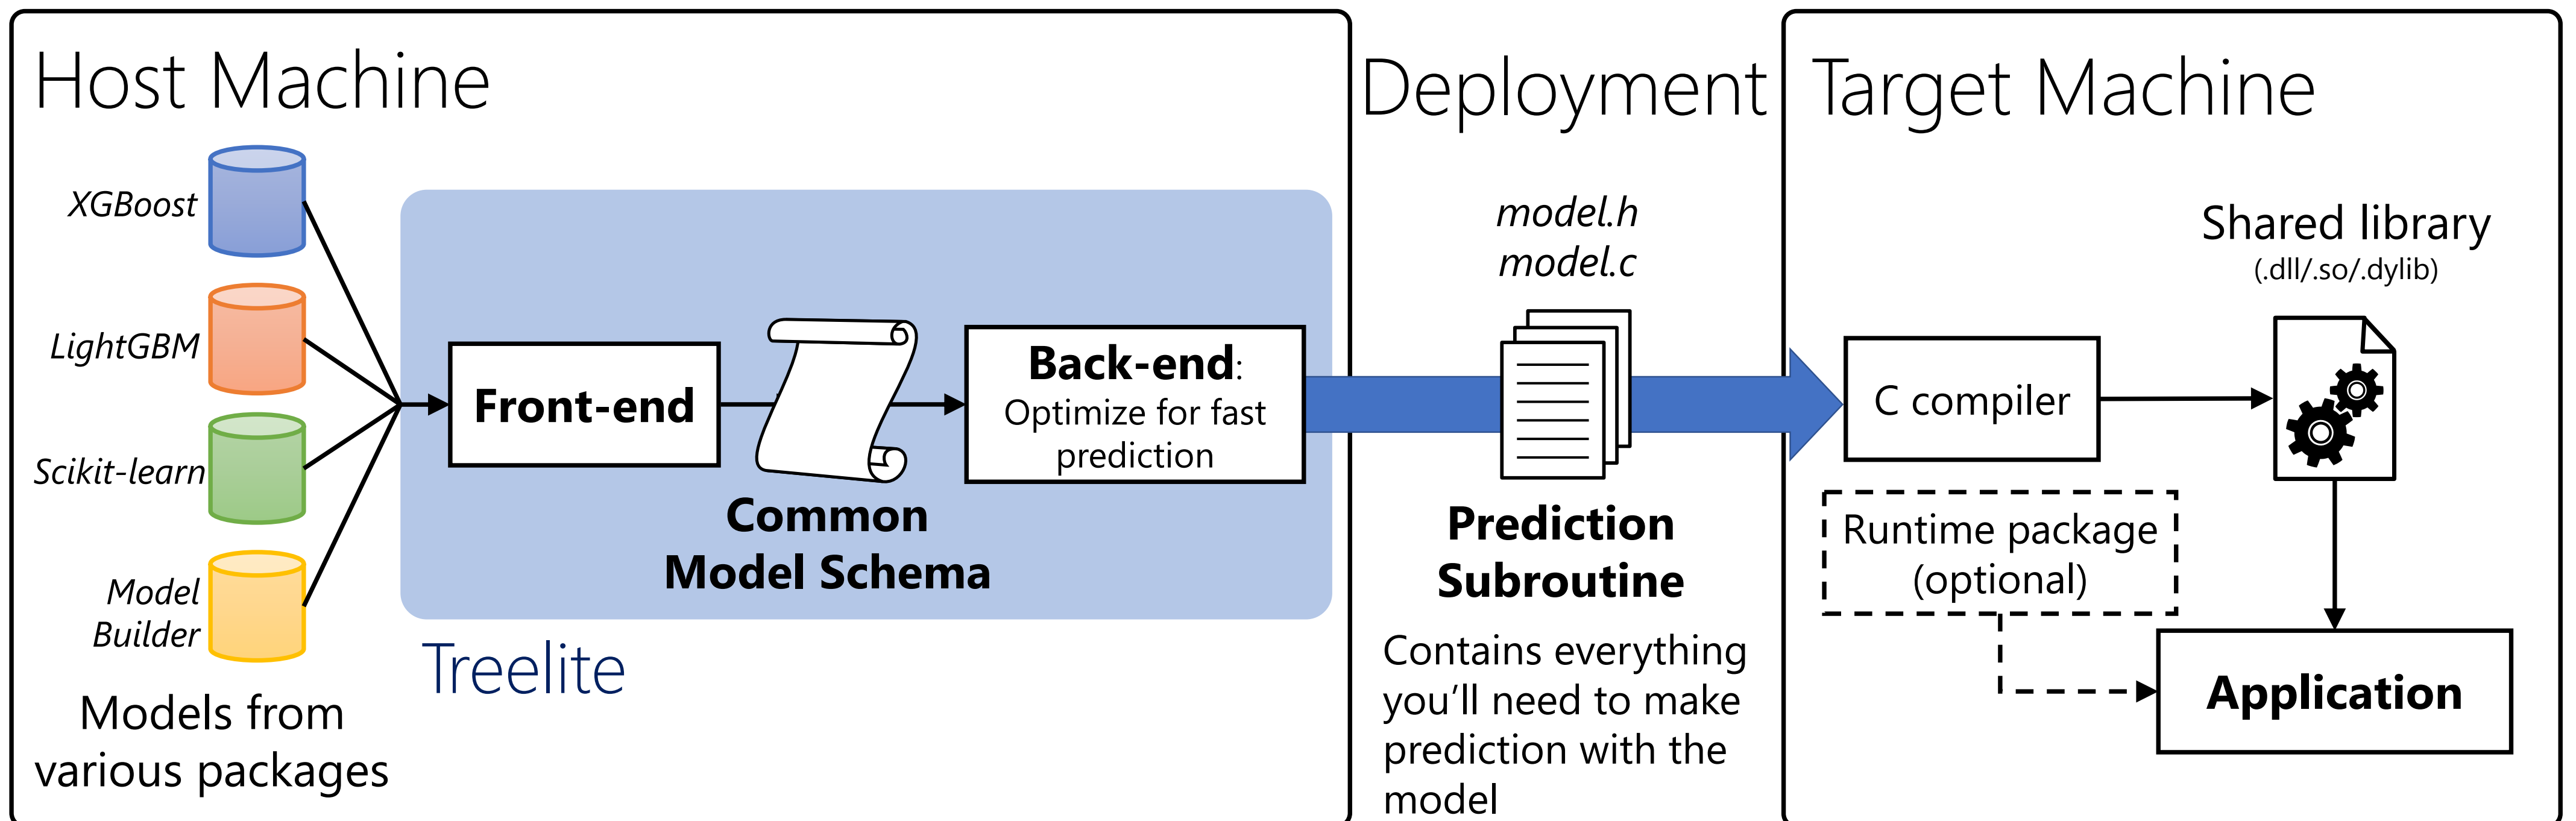 Host Machine
XGBoost
LightGBM
Scikit-learn
Model
Builder
Models from
various packages
Front-end
Common
Model Schema
Back-end:
Optimize for fast
prediction
Treelite
Deployment
model.h
model.c
Prediction
Subroutine
Contains everything
you’ll need to make
prediction with the
model
Target Machine
C compiler
Shared library
(.dll/.so/.dylib)
Runtime package
(optional)
Application